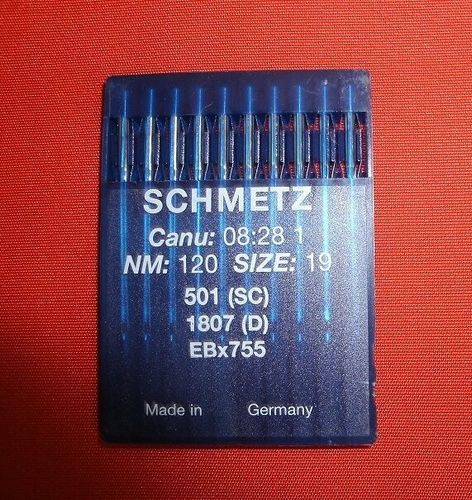 SCHMETZ
Canu: 08:28 1
NM: 120 SIZE: 19
501 (SC)
1807 (D)
EBx755
Made in Germany